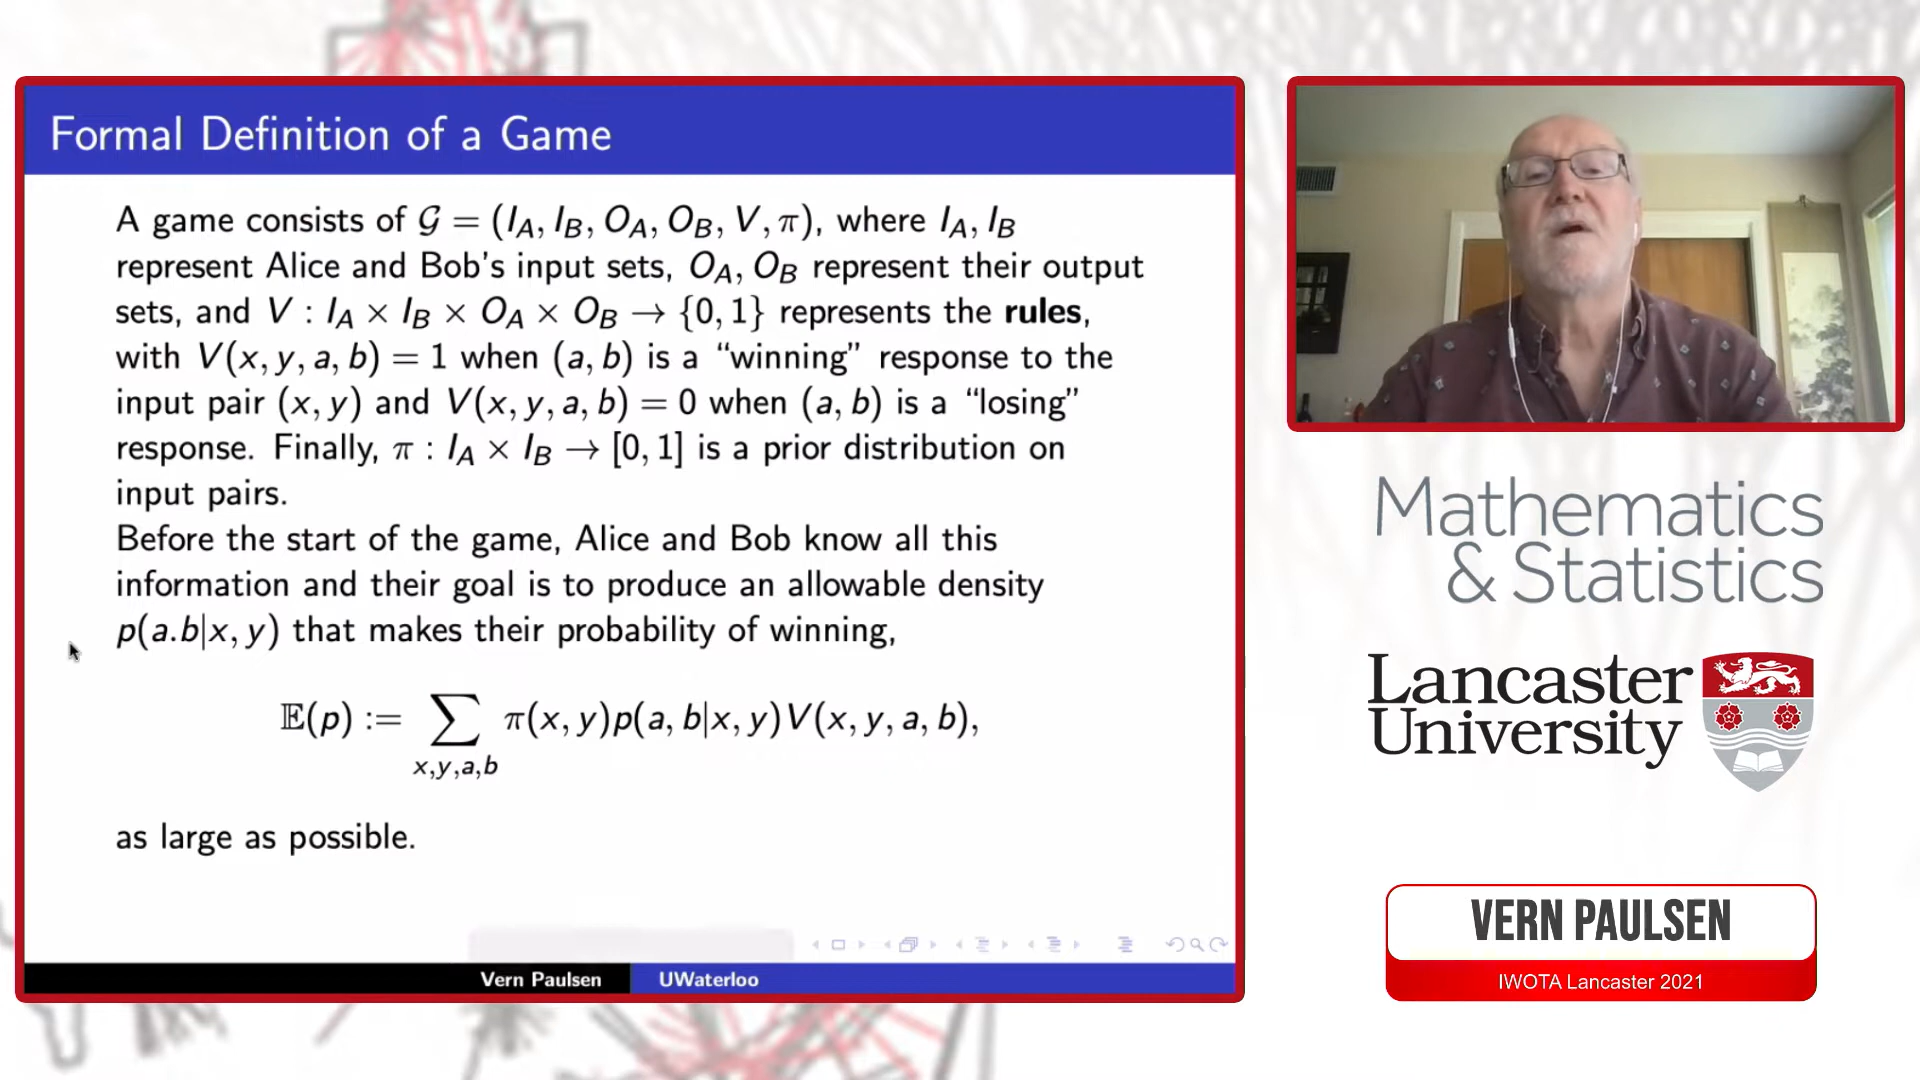 Formal Definition of a Game
A game consists of 𝒢 = (I_A, I_B, O_A, O_B, V, π), where I_A, I_B
represent Alice and Bob's input sets, O_A, O_B represent their output
sets, and V : I_A × I_B × O_A × O_B → {0, 1} represents the rules,
with V(x, y, a, b) = 1 when (a, b) is a “winning” response to the
input pair (x, y) and V(x, y, a, b) = 0 when (a, b) is a “losing”
response. Finally, π : I_A × I_B → [0, 1] is a prior distribution on
input pairs.
Before the start of the game, Alice and Bob know all this
information and their goal is to produce an allowable density
p(a.b|x, y) that makes their probability of winning,
𝔼(p) := ∑ π(x, y)p(a, b|x, y)V(x, y, a, b),
x,y,a,b
as large as possible.
Vern Paulsen UWaterloo
Mathematics
& Statistics
Lancaster
University
VERN PAULSEN
IWOTA Lancaster 2021